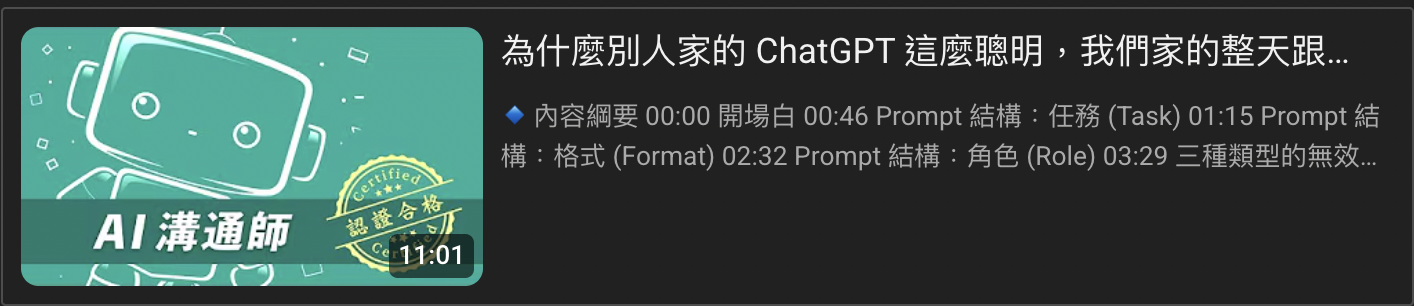 Certified
認證合格
AI 溝通師
11:01
為什麼別人家的 ChatGPT 這麼聰明，我們家的整天跟...
🔹 內容綱要 00:00 開場白 00:46 Prompt 結構：任務 (Task) 01:15 Prompt 結
構：格式 (Format) 02:32 Prompt 結構：角色 (Role) 03:29 三種類型的無效...